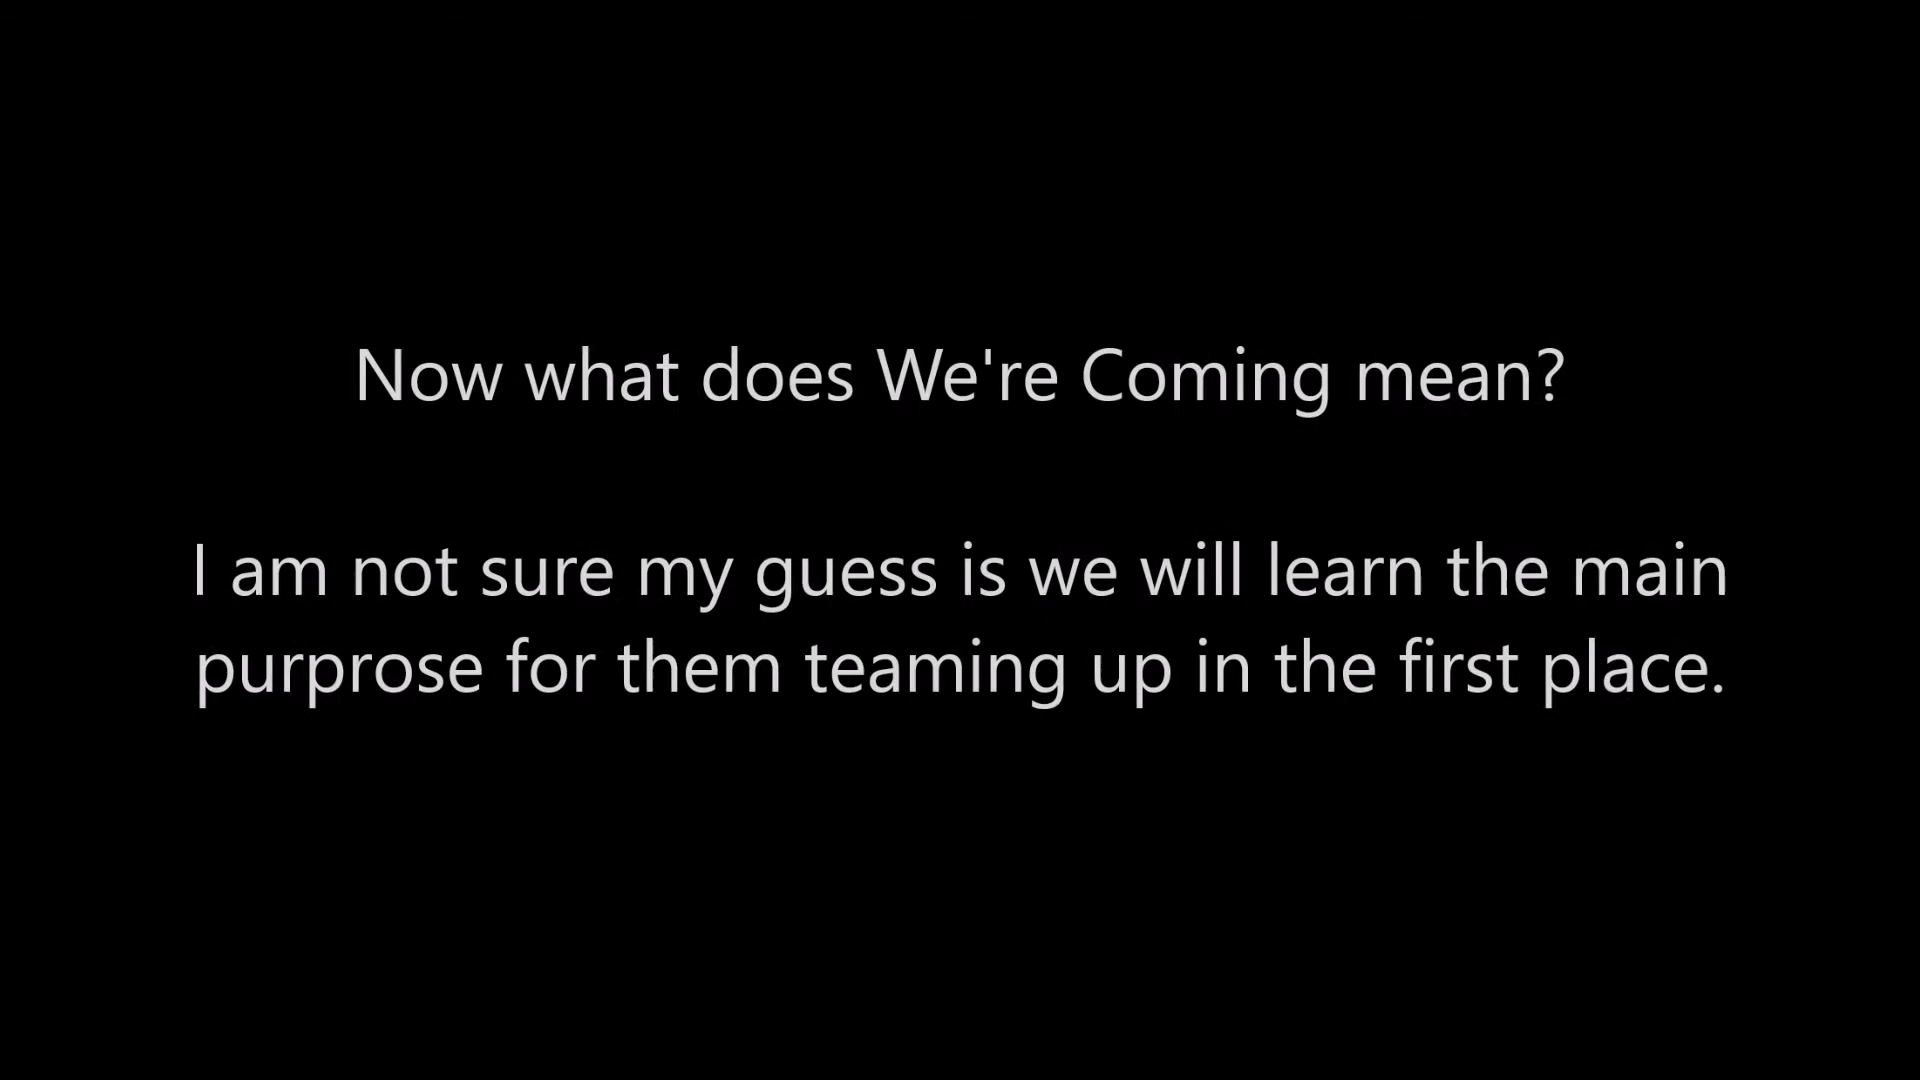 Now what does We're Coming mean?
I am not sure my guess is we will learn the main
purprose for them teaming up in the first place.